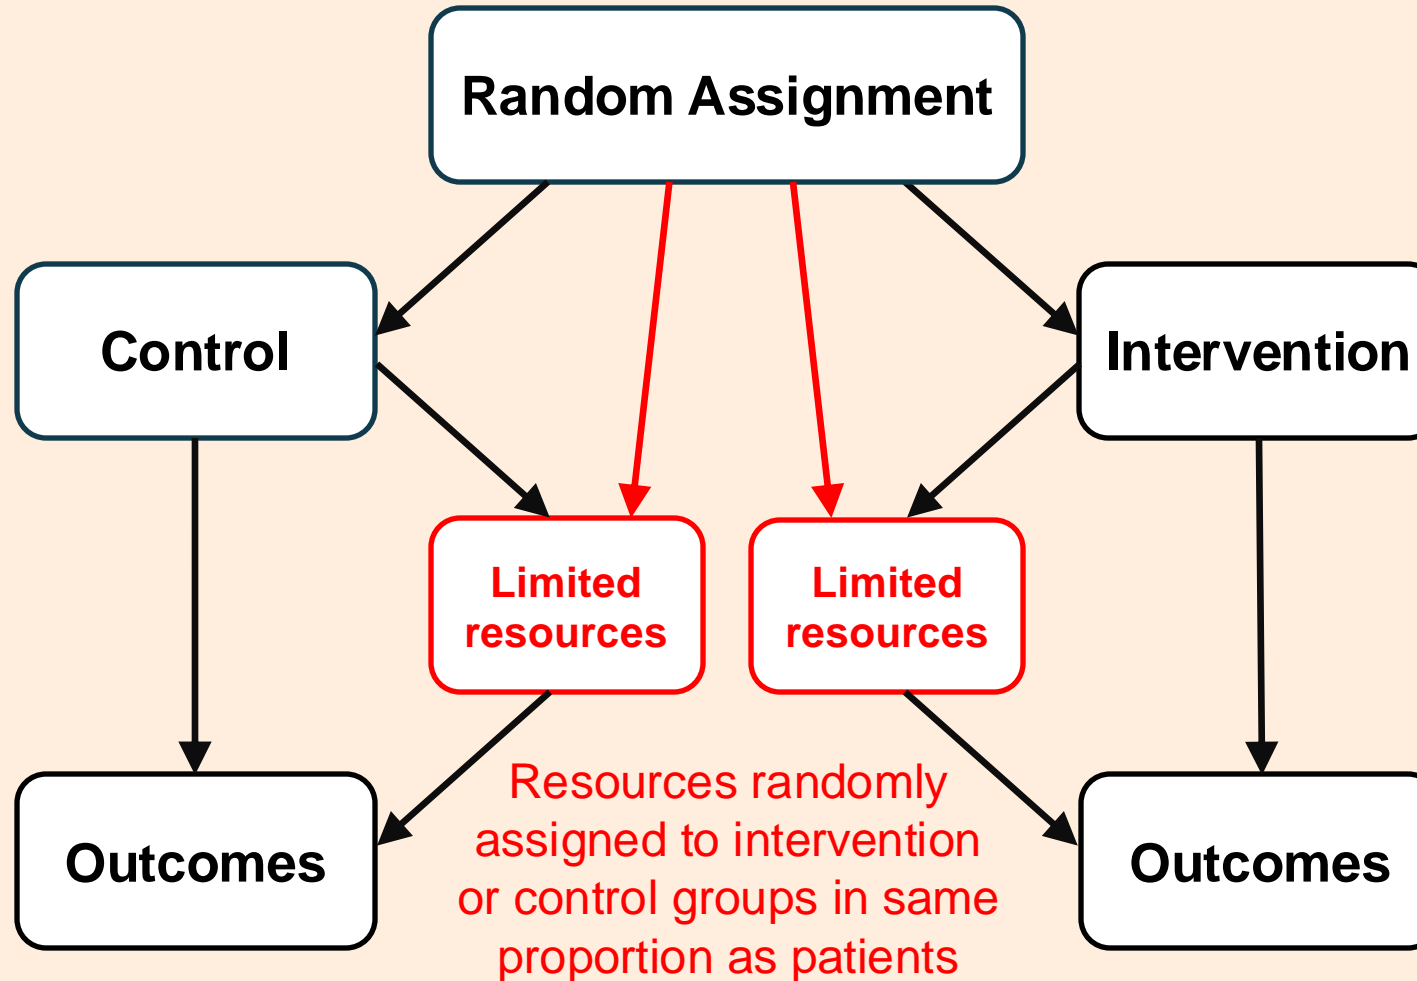 Random Assignment
Control
Intervention
Limited
resources
Limited
resources
Resources randomly
assigned to intervention
or control groups in same
proportion as patients
Outcomes
Outcomes